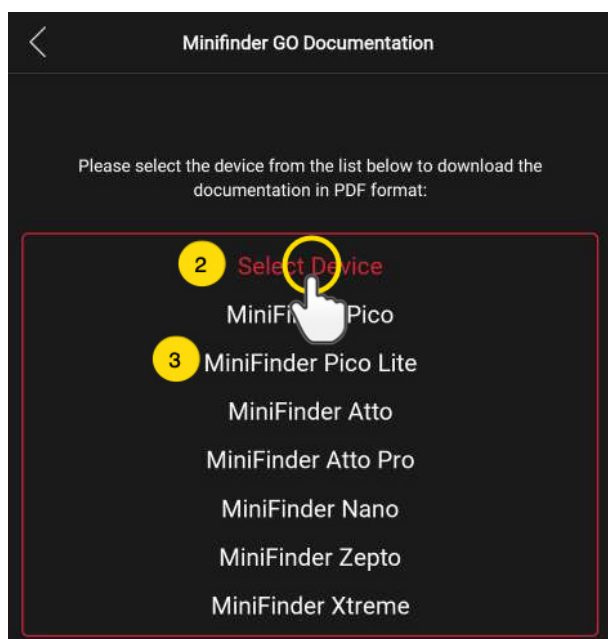 Minifinder GO Documentation
Please select the device from the list below to download the
documentation in PDF format:
2 Select Device
Pico
3 MiniFinder Pico Lite
MiniFinder Atto
MiniFinder Atto Pro
MiniFinder Nano
MiniFinder Zepto
MiniFinder Xtreme